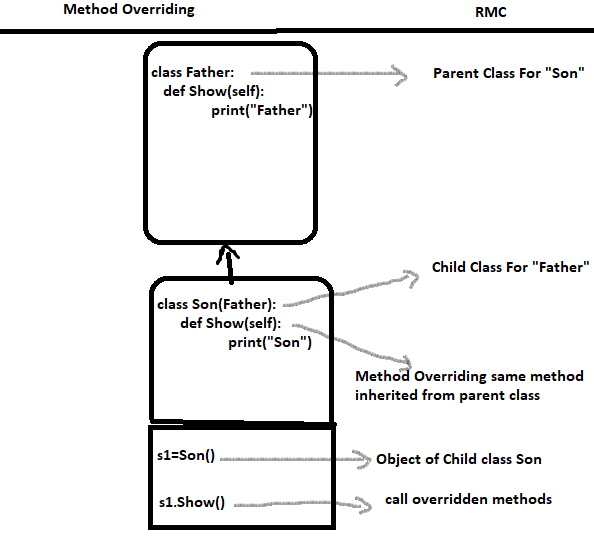 Method Overriding
RMC
class Father:
Parent Class For "Son"
def Show(self):
print("Father")
Child Class For "Father"
class Son(Father):
def Show(self):
print("Son")
Method Overriding same method
inherited from parent class
s1=Son()
Object of Child class Son
s1.Show()
call overridden methods